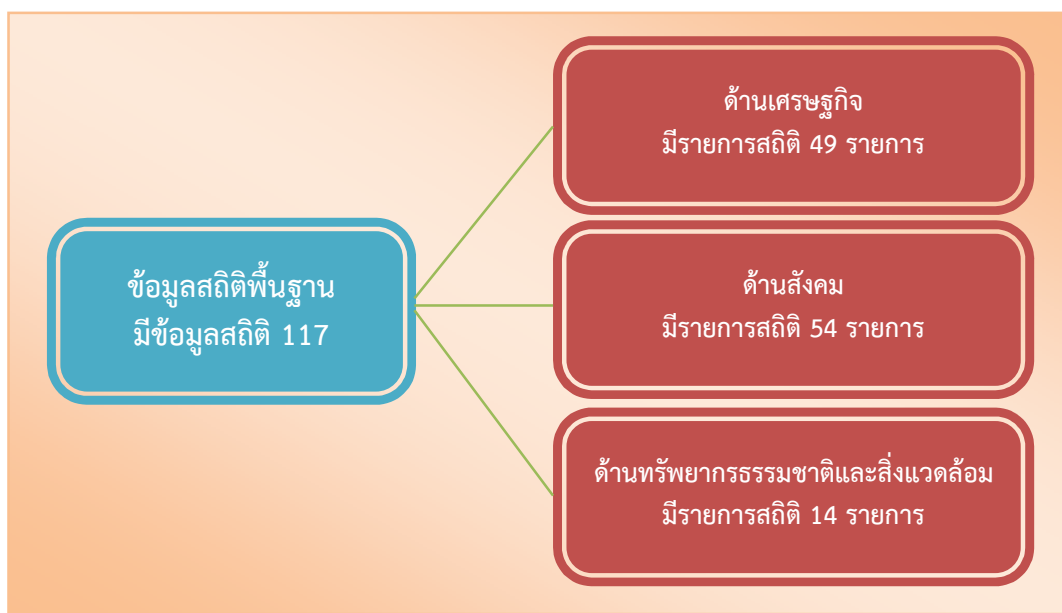 ข้อมูลสถิติพื้นฐาน
มีข้อมูลสถิติ 117
ด้านเศรษฐกิจ
มีรายการสถิติ 49 รายการ
ด้านสังคม
มีรายการสถิติ 54 รายการ
ด้านทรัพยากรธรรมชาติและสิ่งแวดล้อม
มีรายการสถิติ 14 รายการ